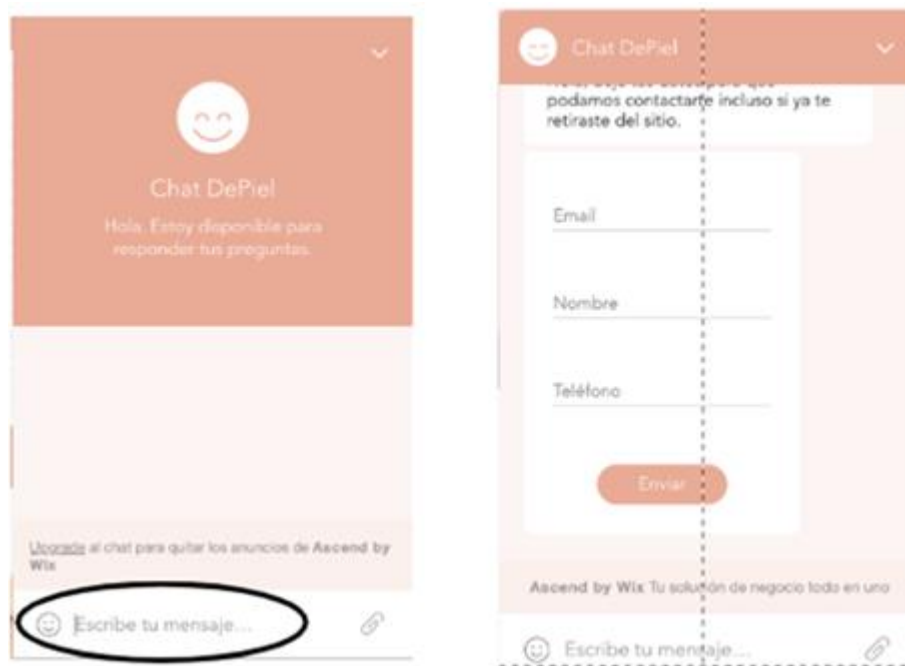 Chat DePiel
Hola. Estoy disponible para
responder tus preguntas.
Upgrade al chat para quitar los anuncios de Ascend by
Wix
Escribe tu mensaje...
Chat DePiel
podamos contactarte incluso si ya te
retiraste del sitio.
Email
Nombre
Teléfono
Enviar
Ascend by Wix Tu solución de negocio todo en uno
Escribe tu mensaje...